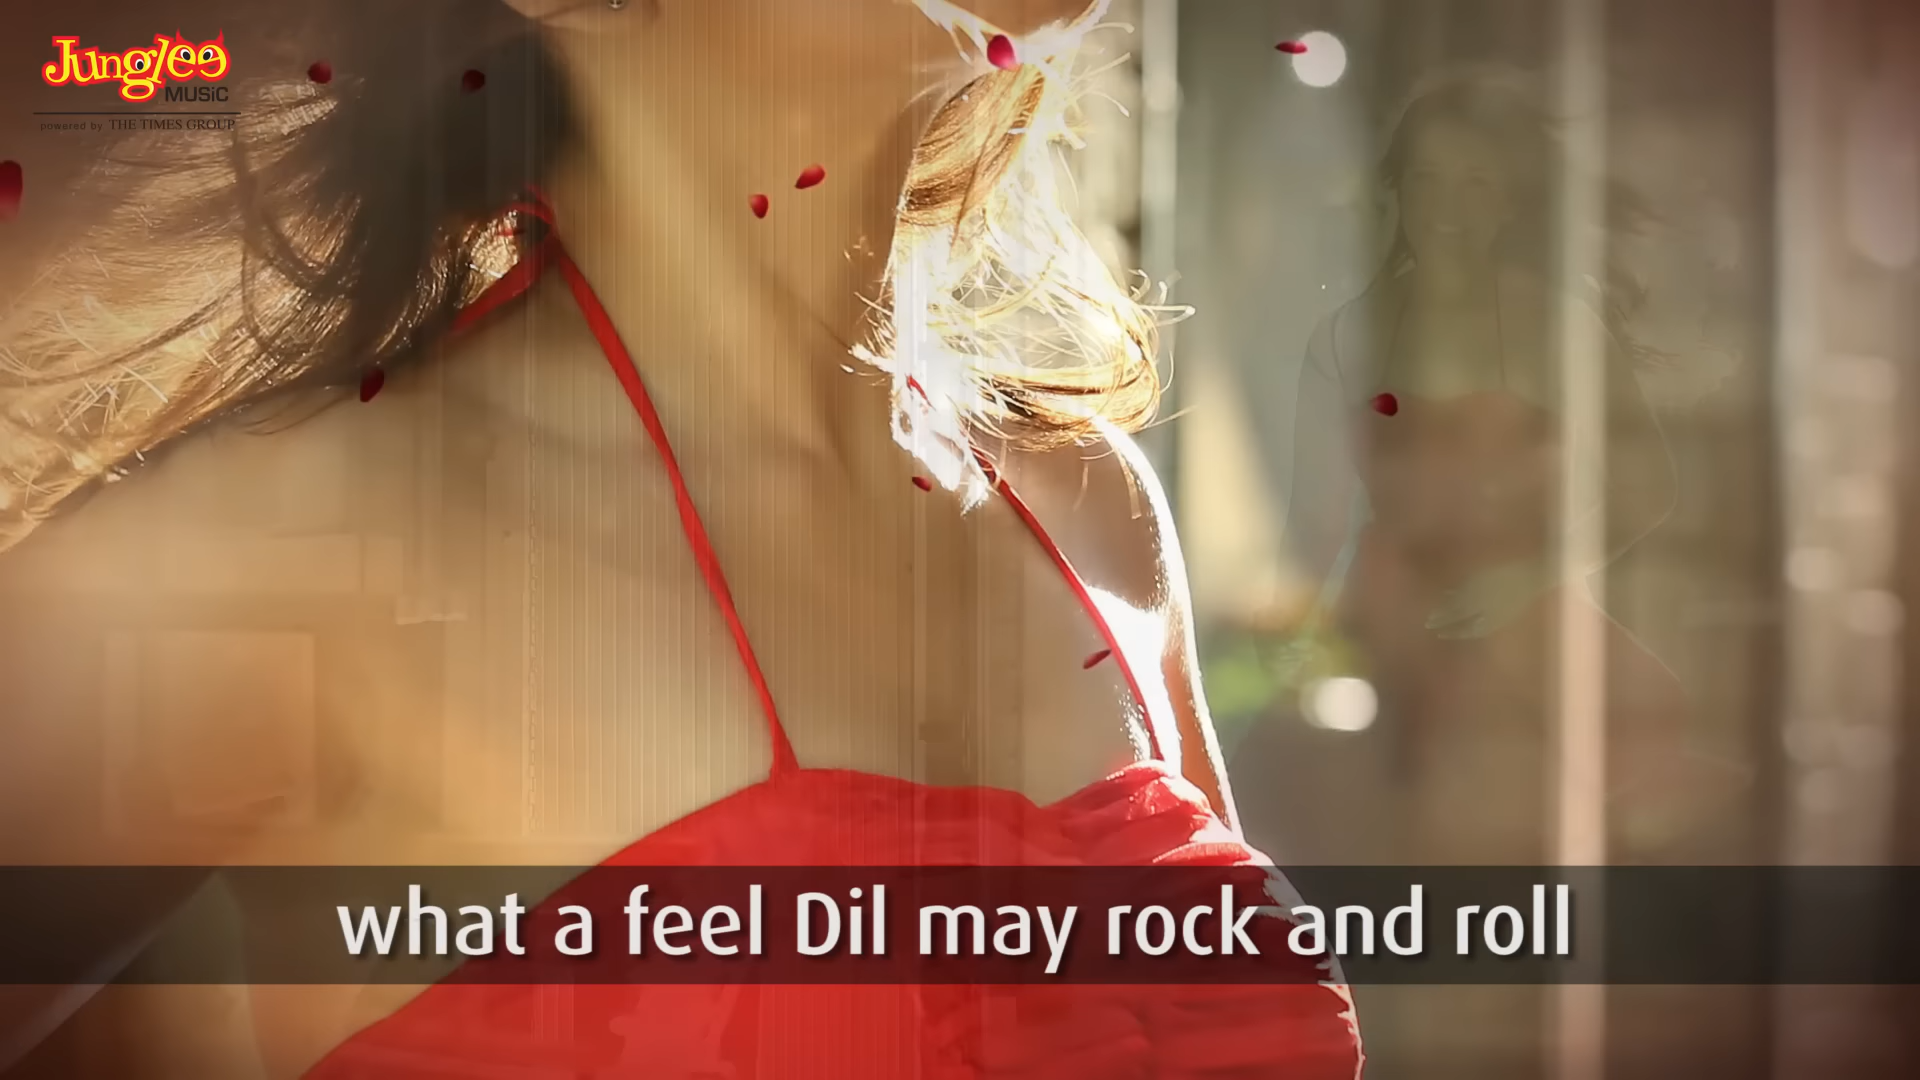 Junglee
MUSiC
powered by THE TIMES GROUP
what a feel Dil may rock and roll